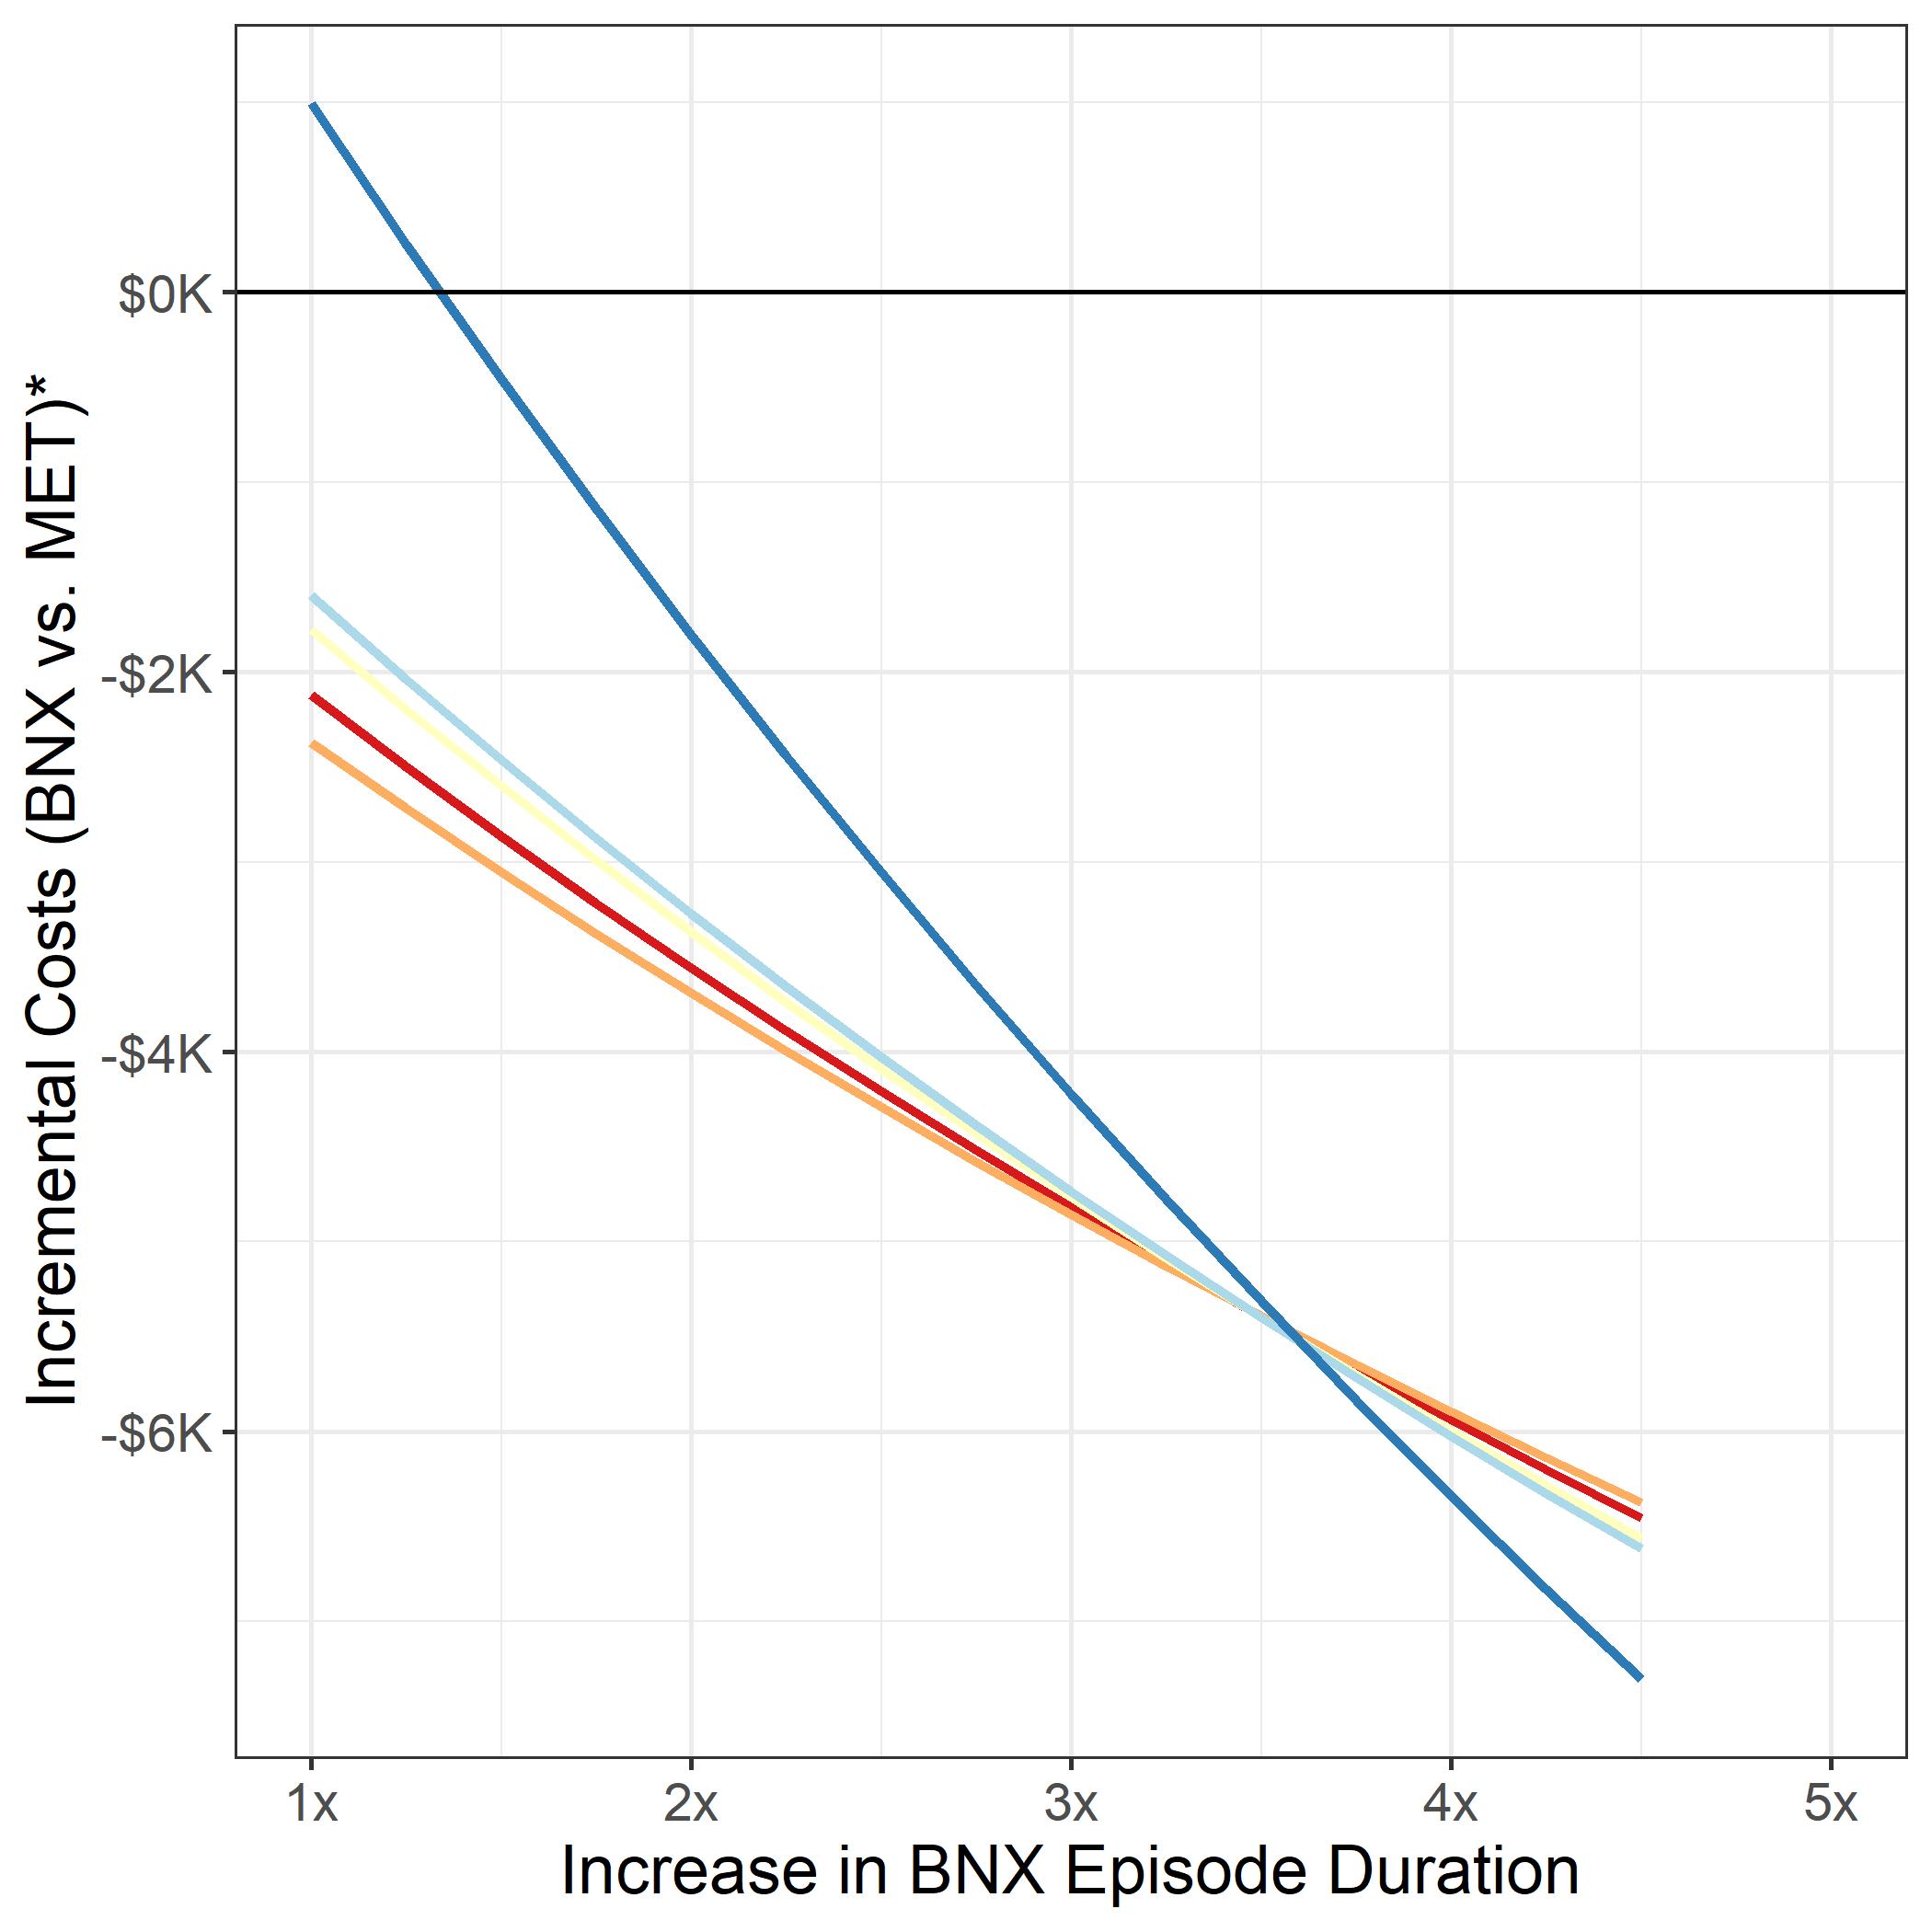 Incremental Costs (BNX vs. MET)*
$0K
-$2K
-$4K
-$6K
1x 2x 3x 4x 5x
Increase in BNX Episode Duration